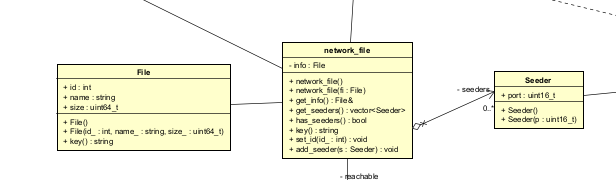 File
+ id : int
+ name : string
+ size : uint64_t
+ File()
+ File(id_ : int, name_ : string, size_ : uint64_t)
+ key() : string
network_file
- info : File
+ network_file()
+ network_file(fi : File)
+ get_info() : File&
+ get_seeders() : vector<Seeder>
+ has_seeders() : bool
+ key() : string
+ set_id(id_ : int) : void
+ add_seeder(s : Seeder) : void
- seeders
0..*
Seeder
+ port : uint16_t
+ Seeder()
+ Seeder(p : uint16_t)
- reachable